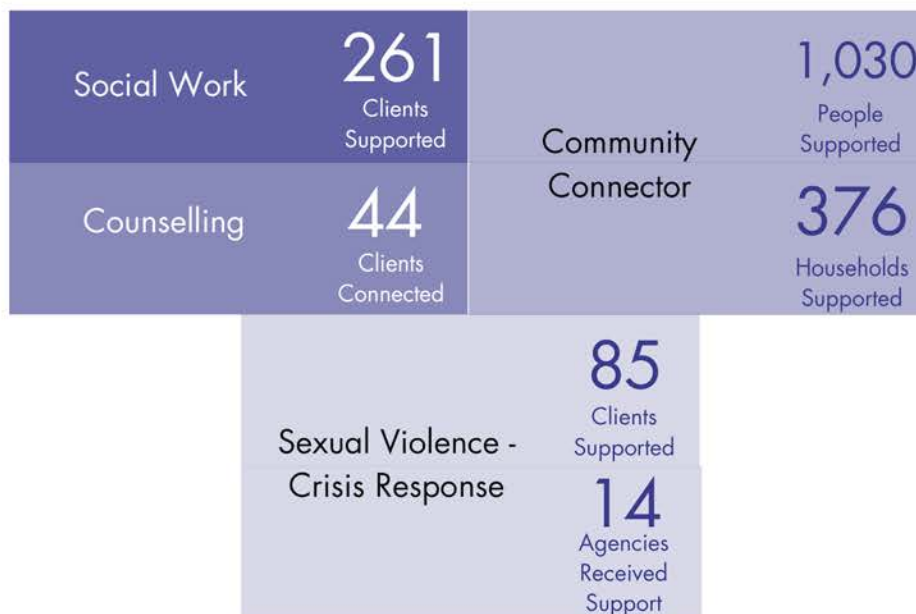 Social Work
261
Clients
Supported
Counselling
44
Clients
Connected
Community
Connector
1,030
People
Supported
376
Households
Supported
Sexual Violence -
Crisis Response
85
Clients
Supported
14
Agencies
Received
Support